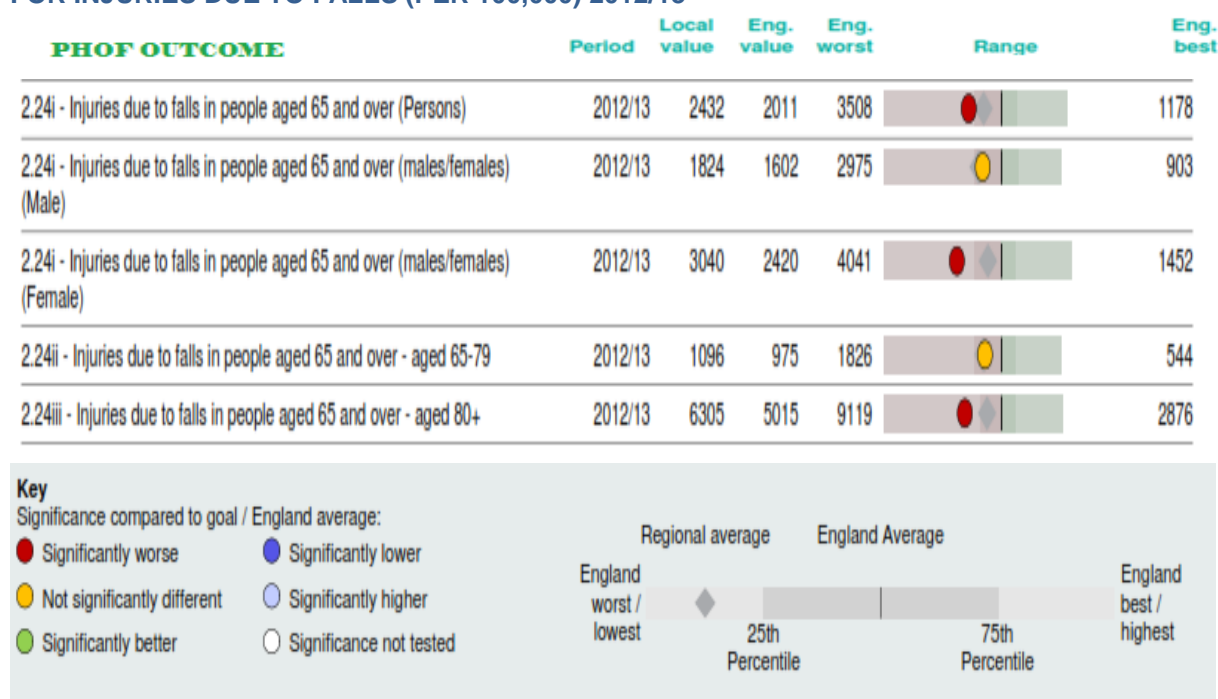 PHOF OUTCOME Period Local value Eng. value Eng. worst Range Eng. best
2.24i - Injuries due to falls in people aged 65 and over (Persons) 2012/13 2432 2011 3508 1178
2.24i - Injuries due to falls in people aged 65 and over (males/females) 2012/13 1824 1602 2975 903
(Male)
2.24i - Injuries due to falls in people aged 65 and over (males/females) 2012/13 3040 2420 4041 1452
(Female)
2.24ii - Injuries due to falls in people aged 65 and over - aged 65-79 2012/13 1096 975 1826 544
2.24iii - Injuries due to falls in people aged 65 and over - aged 80+ 2012/13 6305 5015 9119 2876
Key
Significance compared to goal / England average:
Significantly worse Significantly lower
Not significantly different Significantly higher
Significantly better Significance not tested
Regional average England Average
England worst / lowest
25th Percentile
75th Percentile
England best / highest